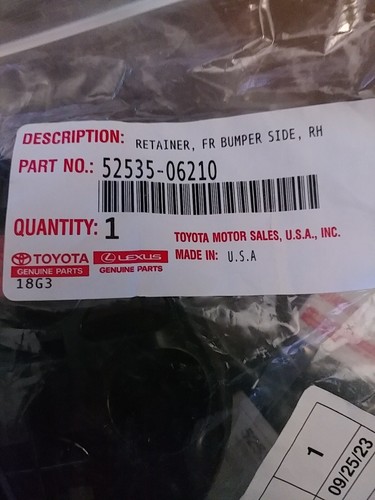 DESCRIPTION: RETAINER, FR BUMPER SIDE, RH
PART NO.: 52535-06210
QUANTITY: 1
TOYOTA MOTOR SALES, U.S.A., INC.
TOYOTA
GENUINE PARTS
LEXUS
GENUINE PARTS
MADE IN: U.S.A
18G3
1
09/25/23